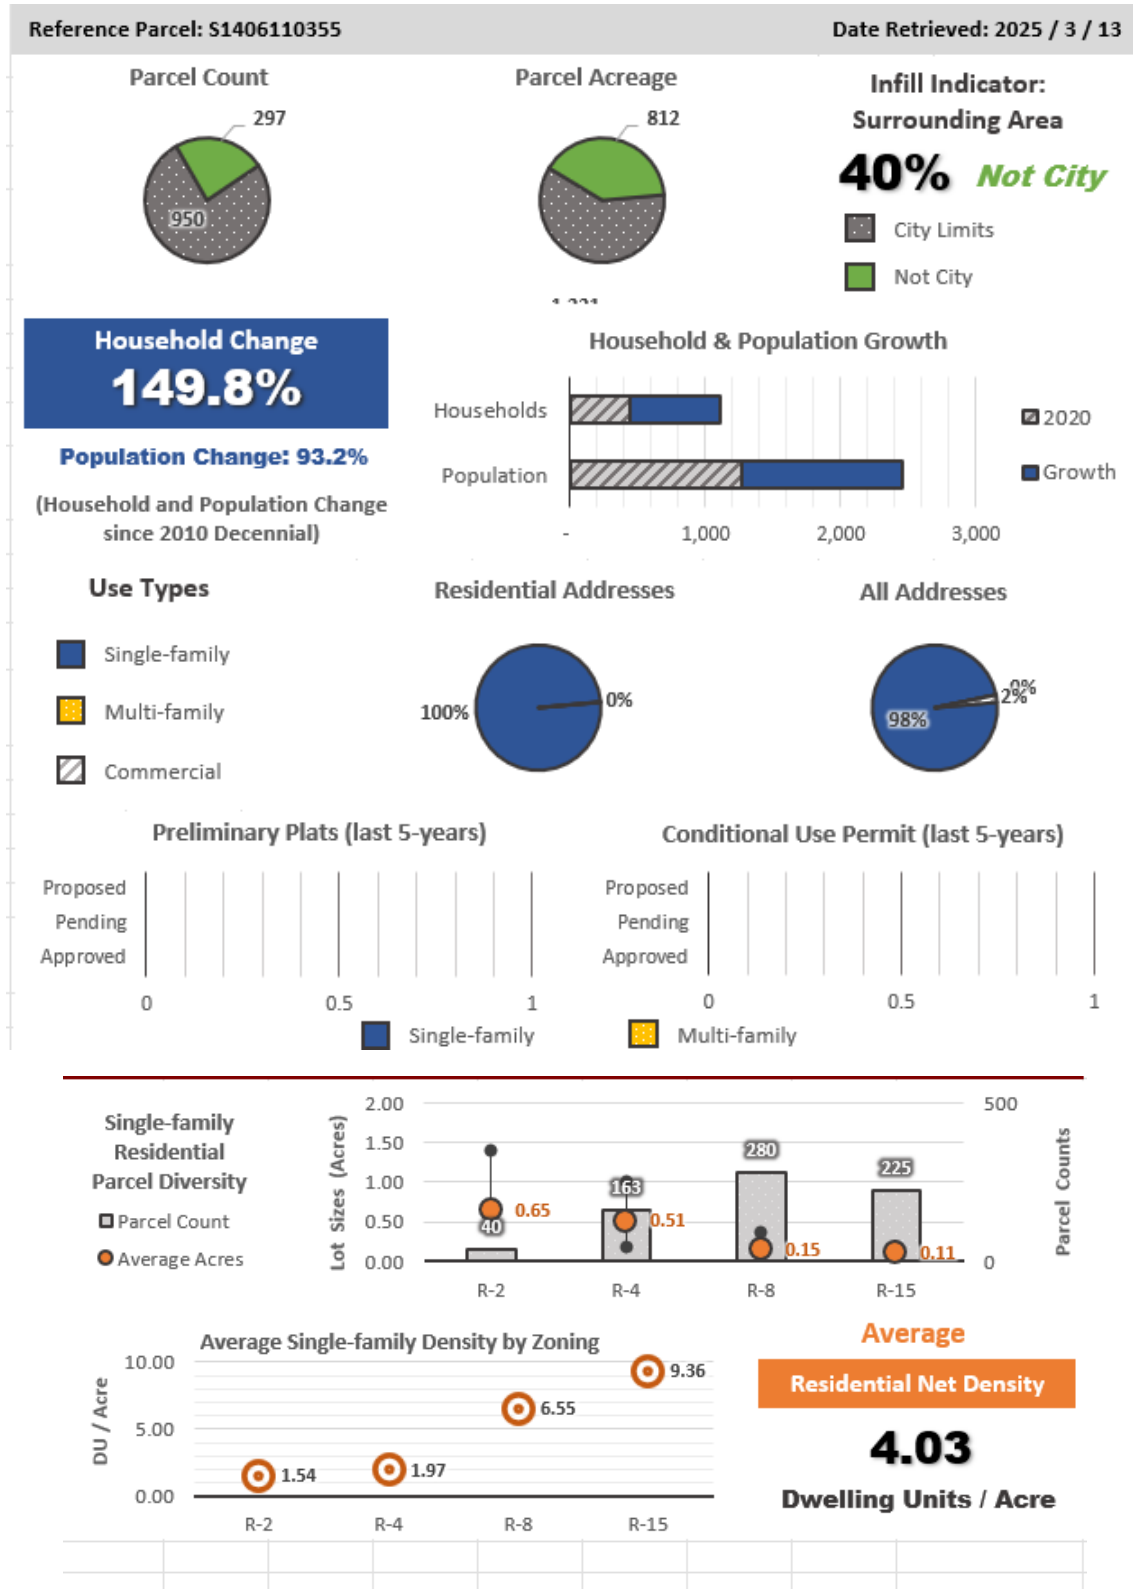 Reference Parcel: S1406110355
Date Retrieved: 2025 / 3 / 13
Parcel Count
297
950
Parcel Acreage
812
Infill Indicator:
Surrounding Area
40% Not City
City Limits
Not City
Household Change
149.8%
Population Change: 93.2%
(Household and Population Change
since 2010 Decennial)
Household & Population Growth
Households
Population
-
1,000
2,000
3,000
2020
Growth
Use Types
Single-family
Multi-family
Commercial
Residential Addresses
100%
0%
All Addresses
0%
2%
98%
Preliminary Plats (last 5-years)
Proposed
Pending
Approved
0
0.5
1
Conditional Use Permit (last 5-years)
Proposed
Pending
Approved
0
0.5
1
Single-family
Multi-family
Single-family
Residential
Parcel Diversity
Parcel Count
Average Acres
Lot Sizes (Acres)
2.00
1.50
1.00
0.50
0.00
40
0.65
163
0.51
280
0.15
225
0.11
R-2
R-4
R-8
R-15
500
0
Parcel Counts
Average Single-family Density by Zoning
DU / Acre
10.00
5.00
0.00
1.54
1.97
6.55
9.36
R-2
R-4
R-8
R-15
Average
Residential Net Density
4.03
Dwelling Units / Acre